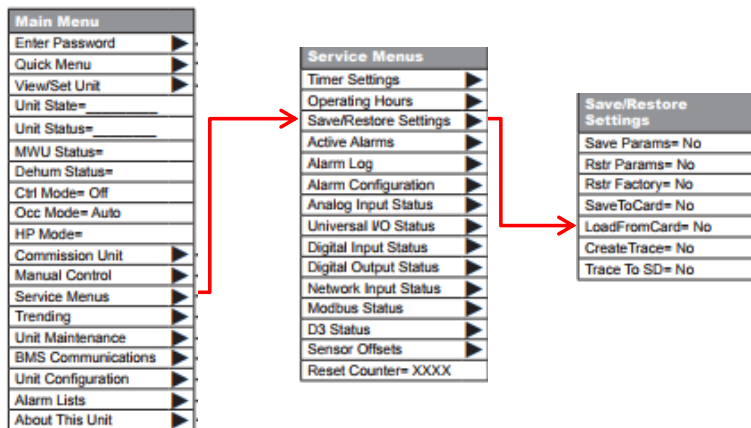 Main Menu
Enter Password
Quick Menu
View/Set Unit
Unit State=_________
Unit Status=________
MWU Status=
Dehum Status=
Ctrl Mode= Off
Occ Mode= Auto
HP Mode=
Commission Unit
Manual Control
Service Menus
Trending
Unit Maintenance
BMS Communications
Unit Configuration
Alarm Lists
About This Unit
Service Menus
Timer Settings
Operating Hours
Save/Restore Settings
Active Alarms
Alarm Log
Alarm Configuration
Analog Input Status
Universal I/O Status
Digital Input Status
Digital Output Status
Network Input Status
Modbus Status
D3 Status
Sensor Offsets
Reset Counter= XXXX
Save/Restore
Settings
Save Params= No
Rstr Params= No
Rstr Factory= No
SaveToCard= No
LoadFromCard= No
CreateTrace= No
Trace To SD= No